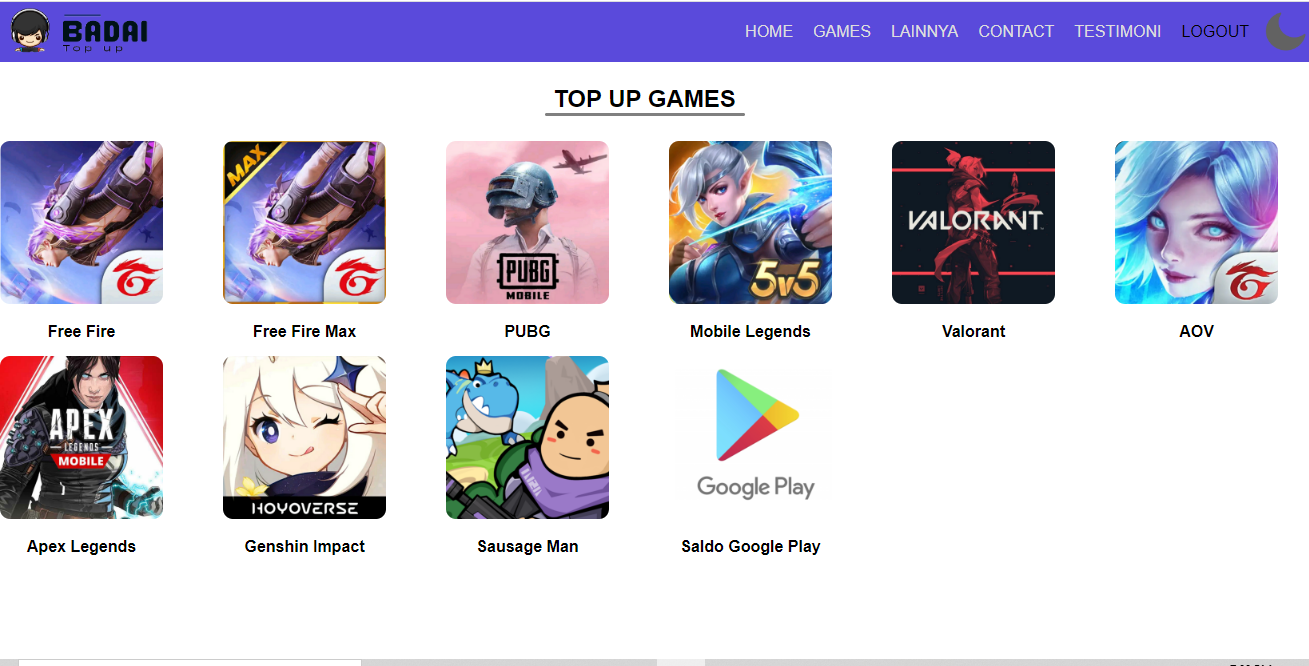 BADAI
Top up
HOME GAMES LAINNYA CONTACT TESTIMONI LOGOUT
TOP UP GAMES
MAX
PUBG
MOBILE
5v5
VALORANT
Free Fire Free Fire Max PUBG Mobile Legends Valorant AOV
APEX
LEGENDS
MOBILE
HOYOVERSE
Google Play
Apex Legends Genshin Impact Sausage Man Saldo Google Play